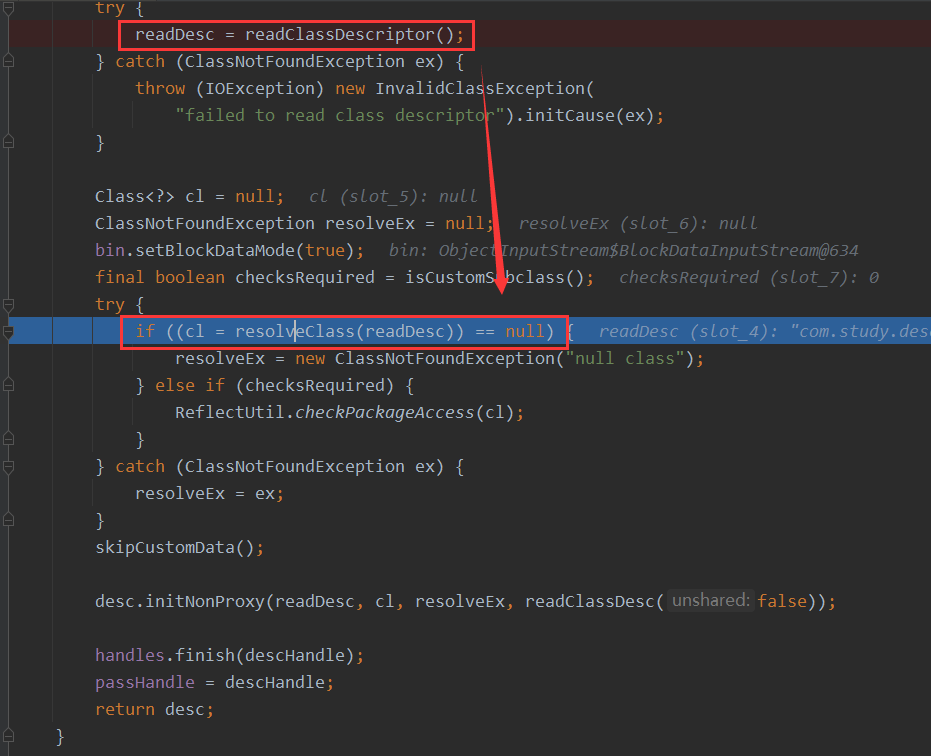 try {
readDesc = readClassDescriptor();
} catch (ClassNotFoundException ex) {
throw (IOException) new InvalidClassException(
"failed to read class descriptor").initCause(ex);
}
Class<?> cl = null; cl (slot_5): null
ClassNotFoundException resolveEx = null; resolveEx (slot_6): null
bin.setBlockDataMode(true); bin: ObjectInputStream$BlockDataInputStream@634
final boolean checksRequired = isCustomSubclass(); checksRequired (slot_7): 0
try {
if ((cl = resolveClass(readDesc)) == null) { readDesc (slot_4): "com.study.dese
resolveEx = new ClassNotFoundException("null class");
} else if (checksRequired) {
ReflectUtil.checkPackageAccess(cl);
}
} catch (ClassNotFoundException ex) {
resolveEx = ex;
}
skipCustomData();
desc.initNonProxy(readDesc, cl, resolveEx, readClassDesc( unshared: false));
handles.finish(descHandle);
passHandle = descHandle;
return desc;
}